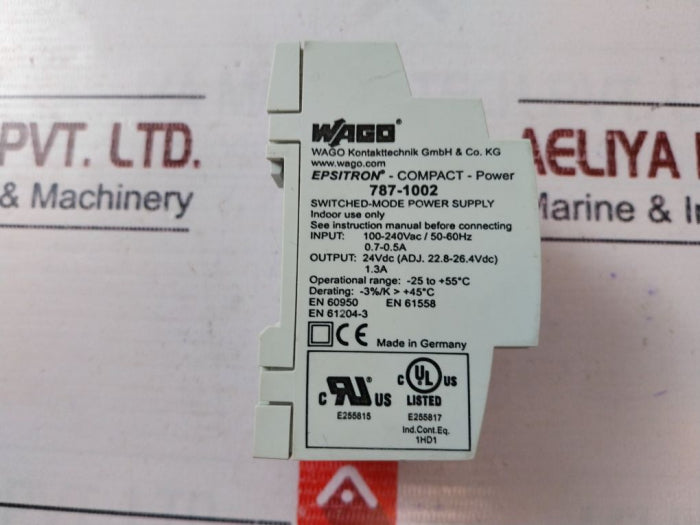 WAGO®
WAGO Kontakttechnik GmbH & Co. KG
www.wago.com
EPSITRON® - COMPACT - Power
787-1002
SWITCHED-MODE POWER SUPPLY
Indoor use only
See instruction manual before connecting
INPUT: 100-240Vac / 50-60Hz
0.7-0.5A
OUTPUT: 24Vdc (ADJ. 22.8-26.4Vdc)
1.3A
Operational range: -25 to +55°C
Derating: -3%/K > +45°C
EN 60950 EN 61558
EN 61204-3
CE Made in Germany
c RU® US
E255815
c UL US
LISTED
E255817
Ind.Cont.Eq.
1HD1
PVT. LTD.
& Machinery
AELIYA
Marine &